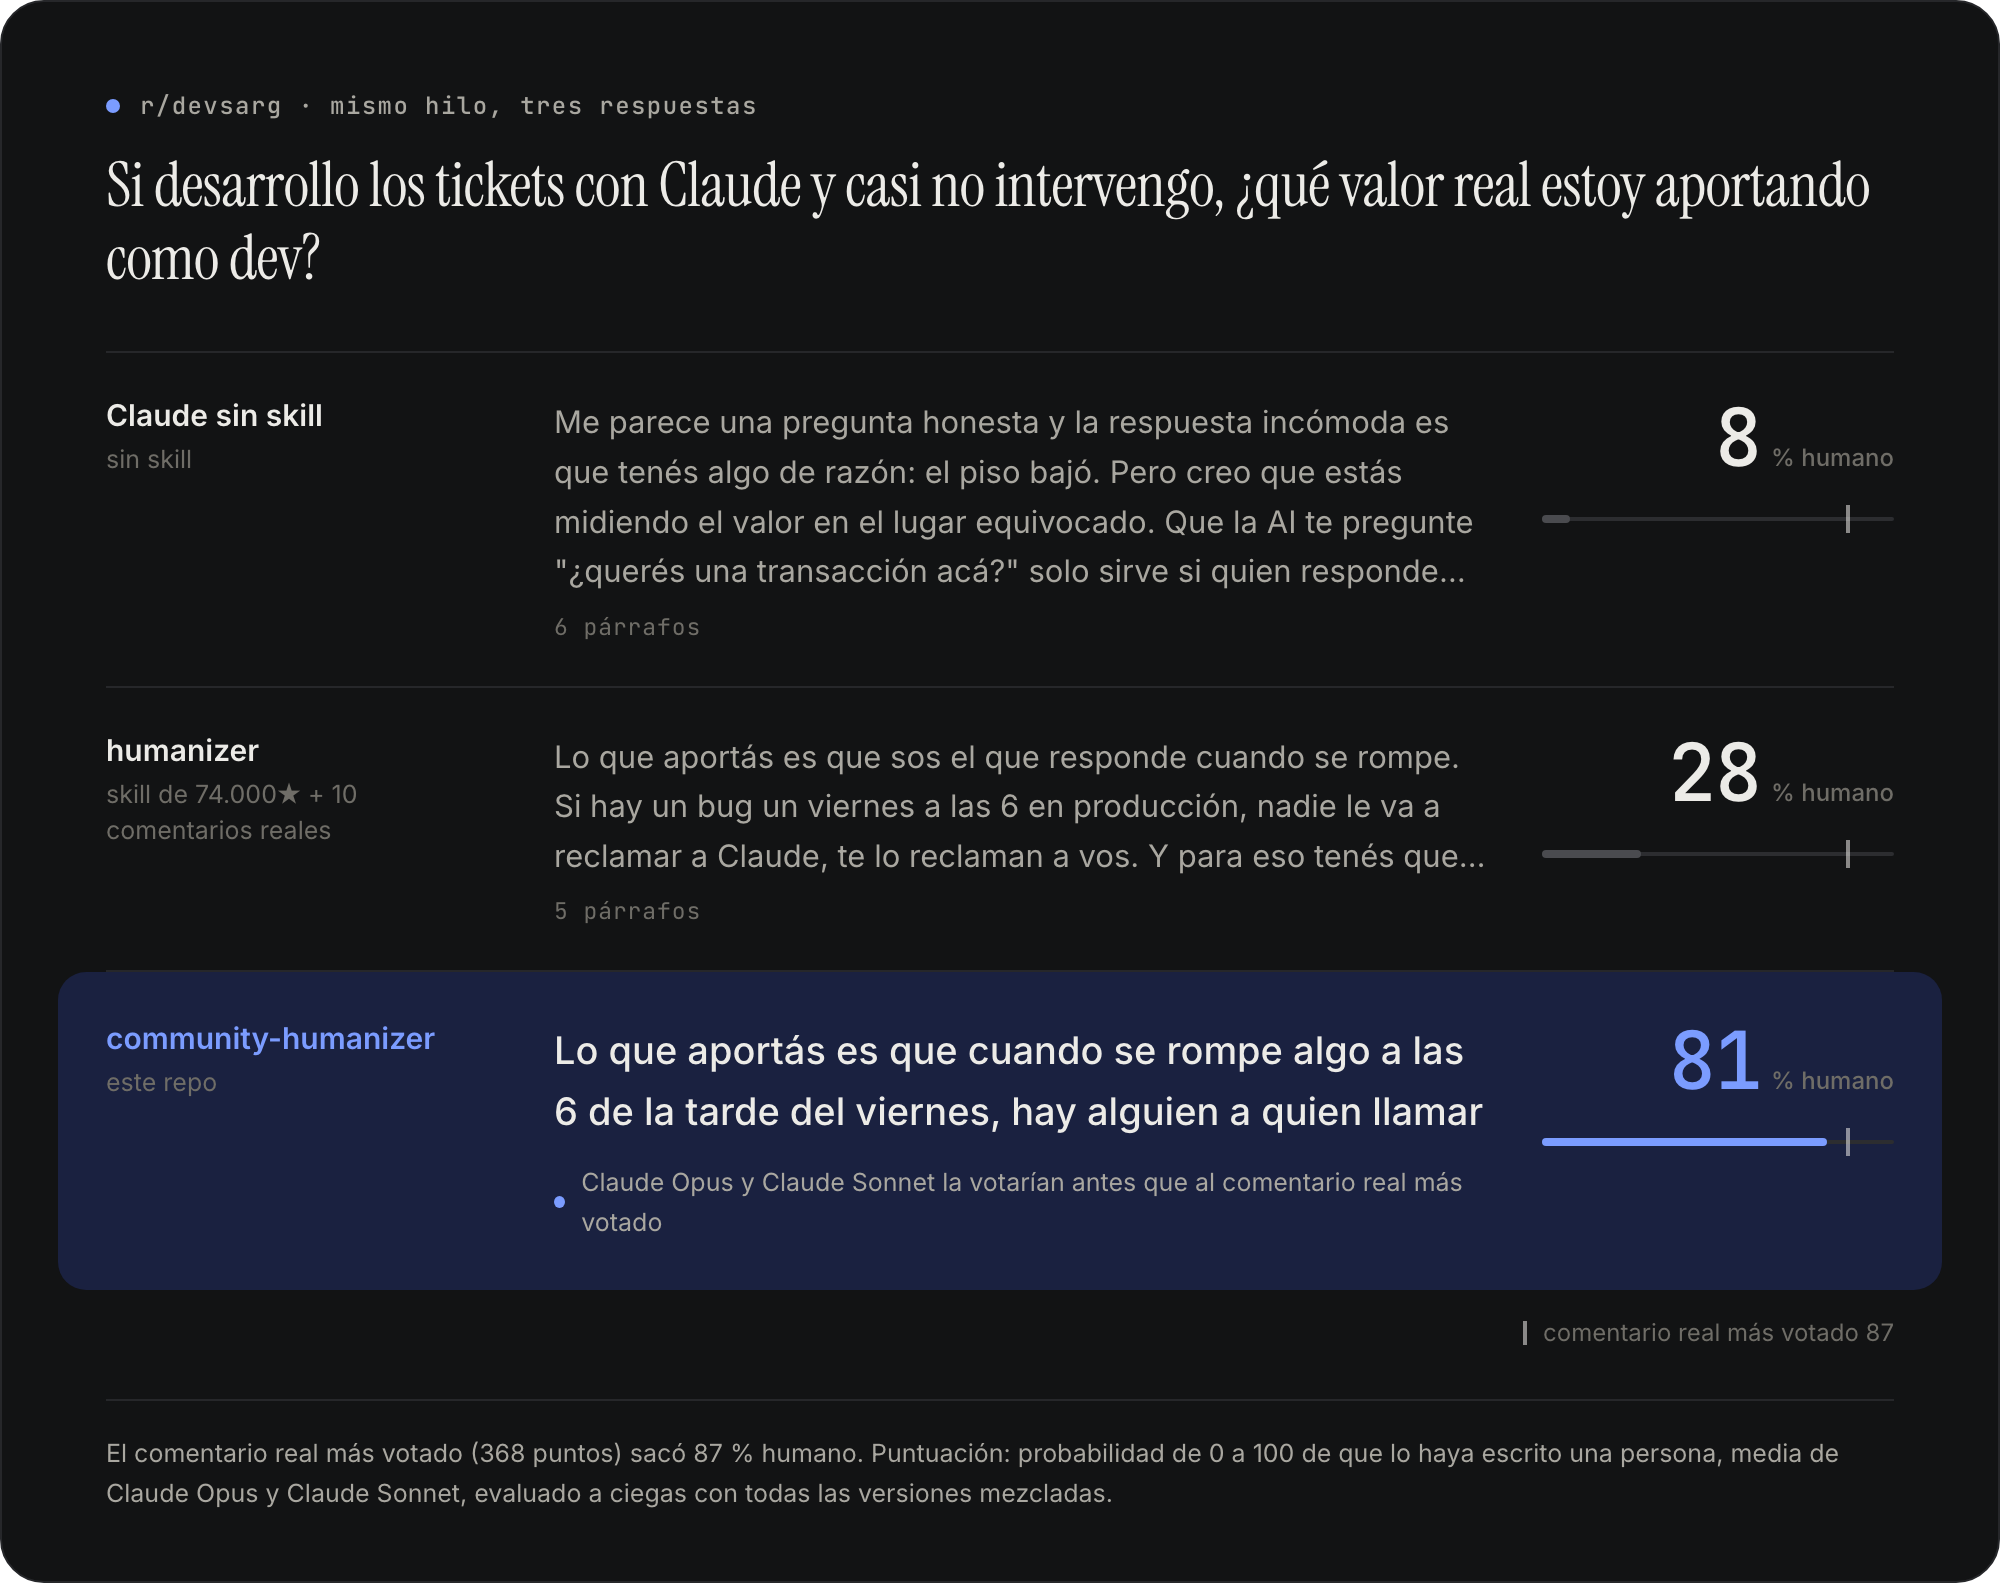 r/devsarg · mismo hilo, tres respuestas
Si desarrollo los tickets con Claude y casi no intervengo, ¿qué valor real estoy aportando
como dev?
Claude sin skill
sin skill
Me parece una pregunta honesta y la respuesta incómoda es
que tenés algo de razón: el piso bajó. Pero creo que estás
midiendo el valor en el lugar equivocado. Que la AI te pregunte
"¿querés una transacción acá?" solo sirve si quien responde...
6 párrafos
8 % humano
humanizer
skill de 74.000★ + 10
comentarios reales
Lo que aportás es que sos el que responde cuando se rompe.
Si hay un bug un viernes a las 6 en producción, nadie le va a
reclamar a Claude, te lo reclaman a vos. Y para eso tenés que...
5 párrafos
28 % humano
community-humanizer
este repo
Lo que aportás es que cuando se rompe algo a las
6 de la tarde del viernes, hay alguien a quien llamar
Claude Opus y Claude Sonnet la votarían antes que al comentario real más
votado
81 % humano
comentario real más votado 87
El comentario real más votado (368 puntos) sacó 87 % humano. Puntuación: probabilidad de 0 a 100 de que lo haya escrito una persona, media de
Claude Opus y Claude Sonnet, evaluado a ciegas con todas las versiones mezcladas.